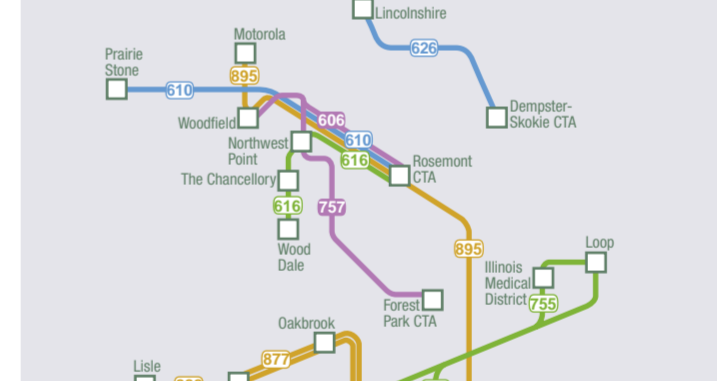 Lincolnshire
Motorola
626
Prairie
Stone
895
610
Dempster-
Skokie CTA
Woodfield
606
Northwest
Point
610
616
Rosemont
CTA
The Chancellory
616
757
Wood
Dale
895
Loop
Illinois
Medical
District
755
Forest
Park CTA
Oakbrook
877
Lisle